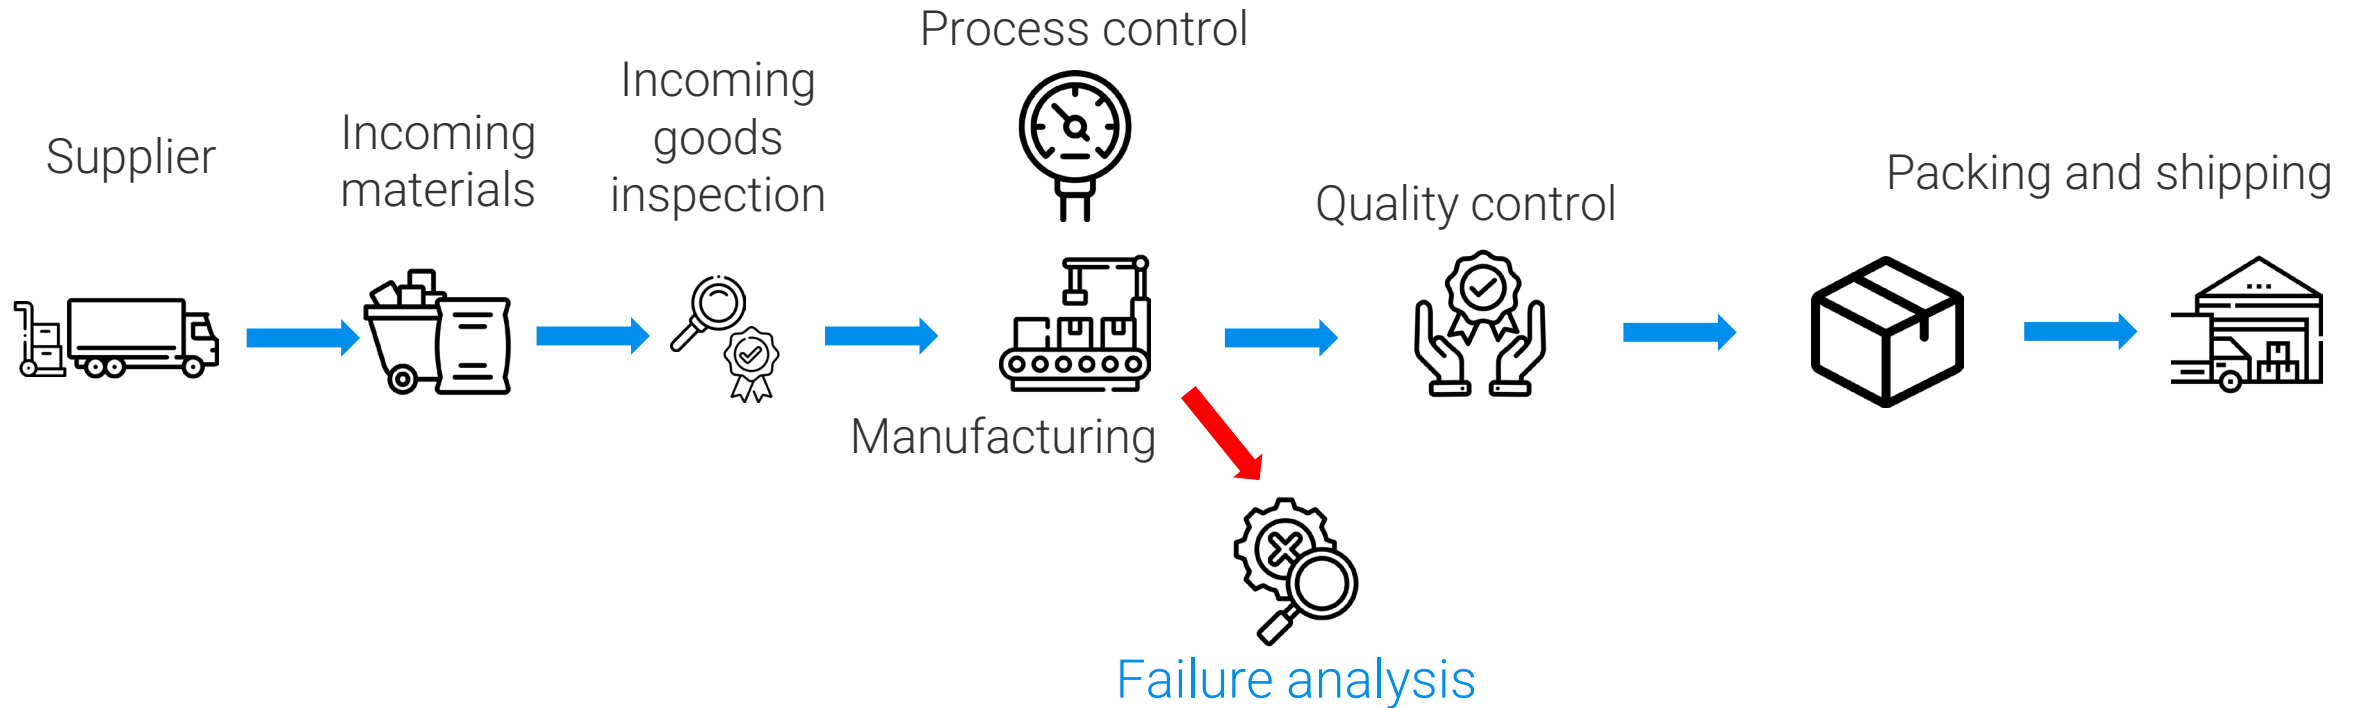 Supplier
Incoming
materials
Incoming
goods
inspection
Process control
Manufacturing
Quality control
Packing and shipping
Failure analysis